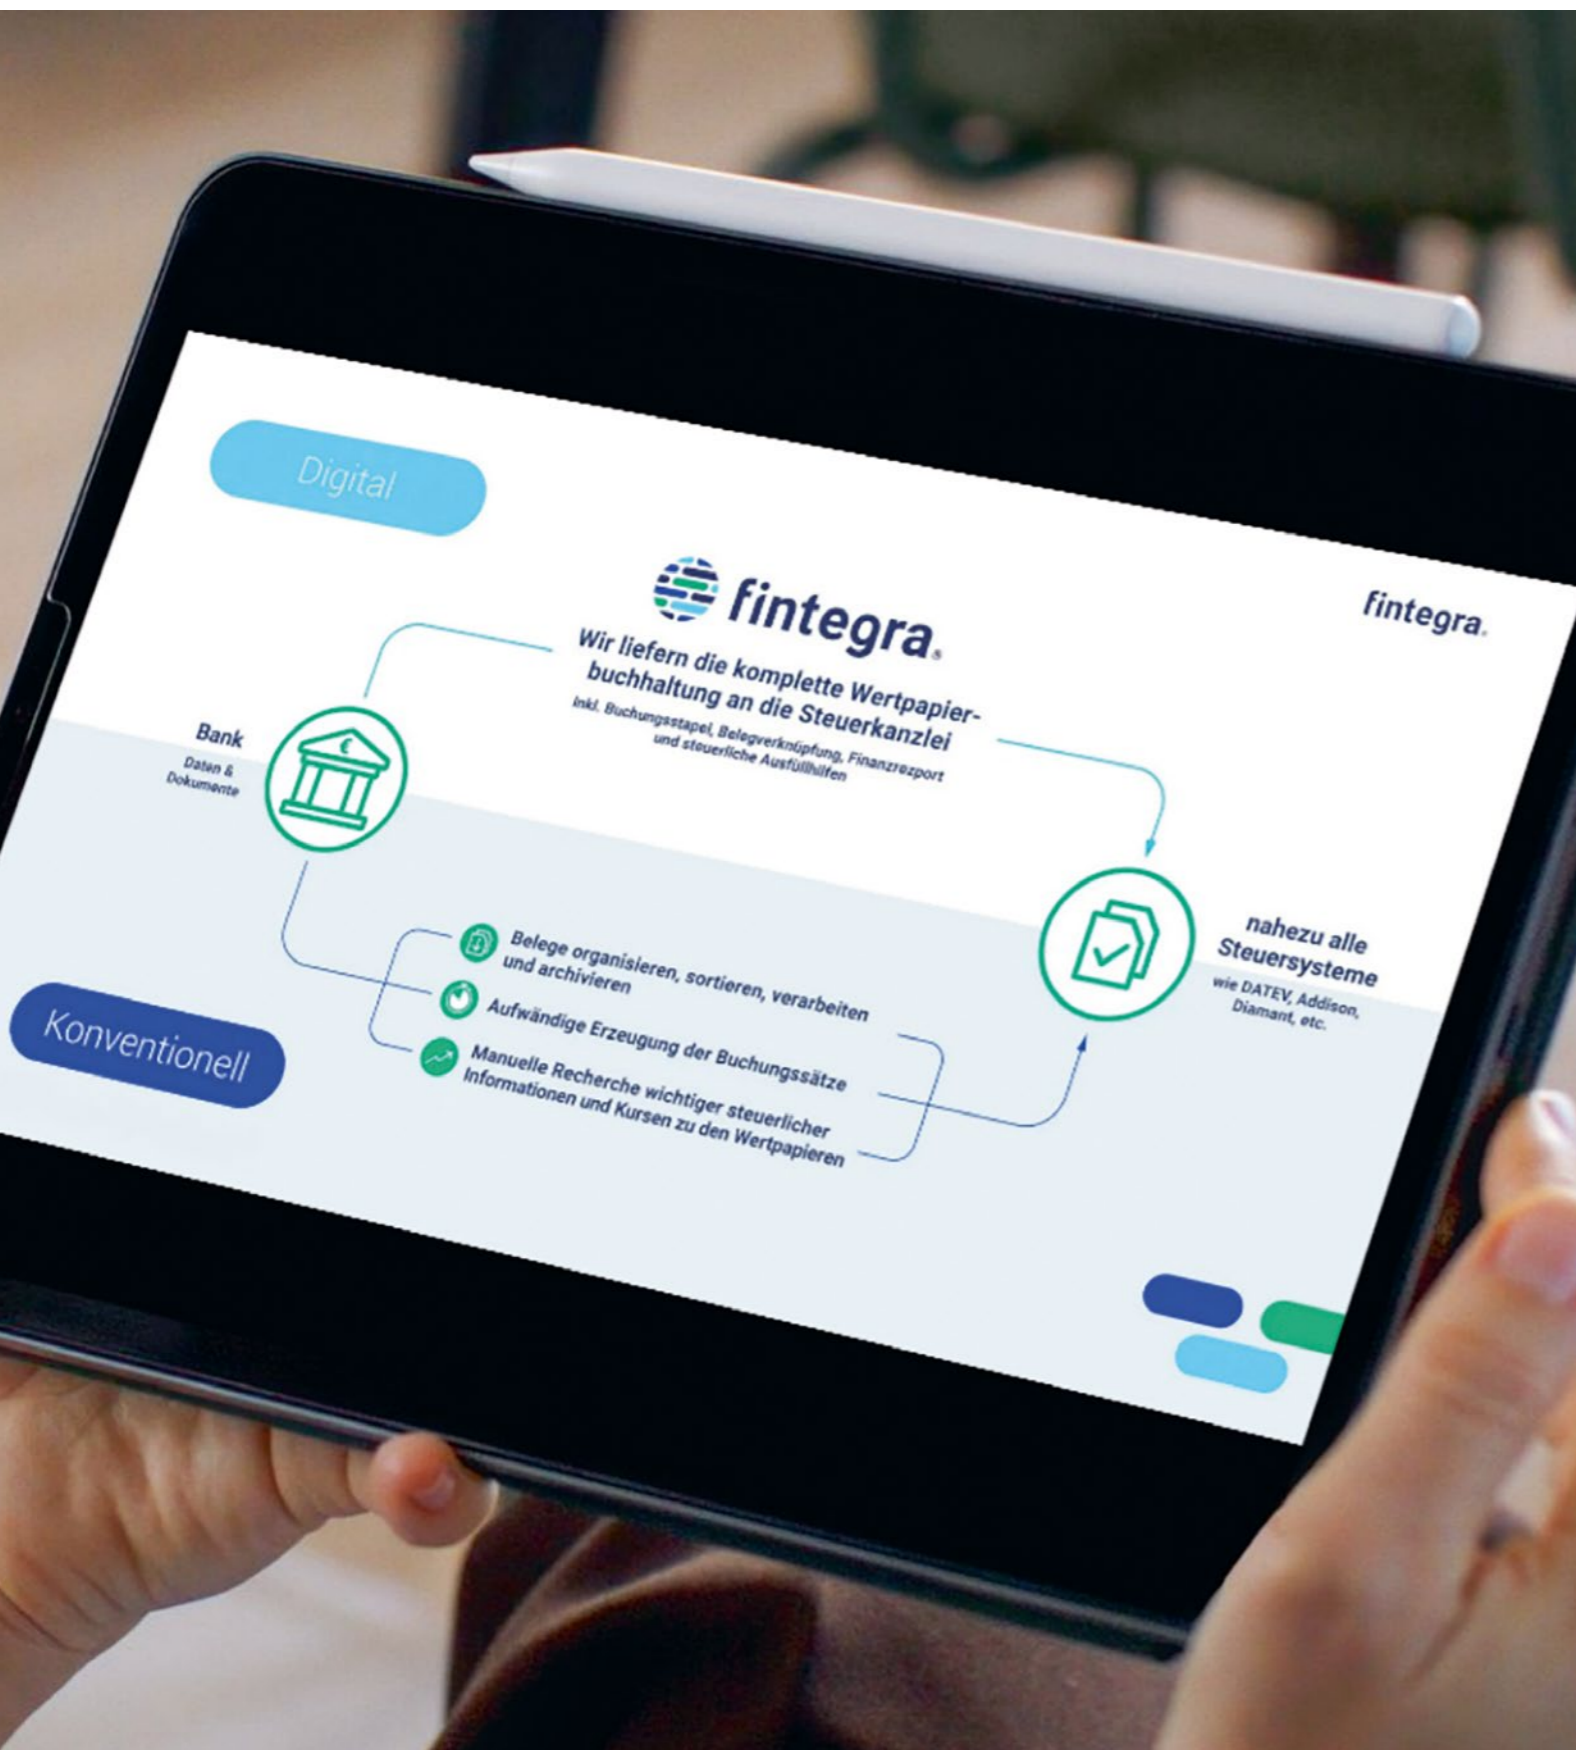 Digital
fintegra.
fintegra.®
Wir liefern die komplette Wertpapier-
buchhaltung an die Steuerkanzlei
Inkl. Buchungsstapel, Belegverknüpfung, Finanzrezport
und steuerliche Ausfüllhilfen
Bank
Daten &
Dokumente
€
nahezu alle
Steuersysteme
wie DATEV, Addison,
Diamant, etc.
Belege organisieren, sortieren, verarbeiten
und archivieren
Aufwändige Erzeugung der Buchungssätze
Manuelle Recherche wichtiger steuerlicher
Informationen und Kursen zu den Wertpapieren
Konventionell